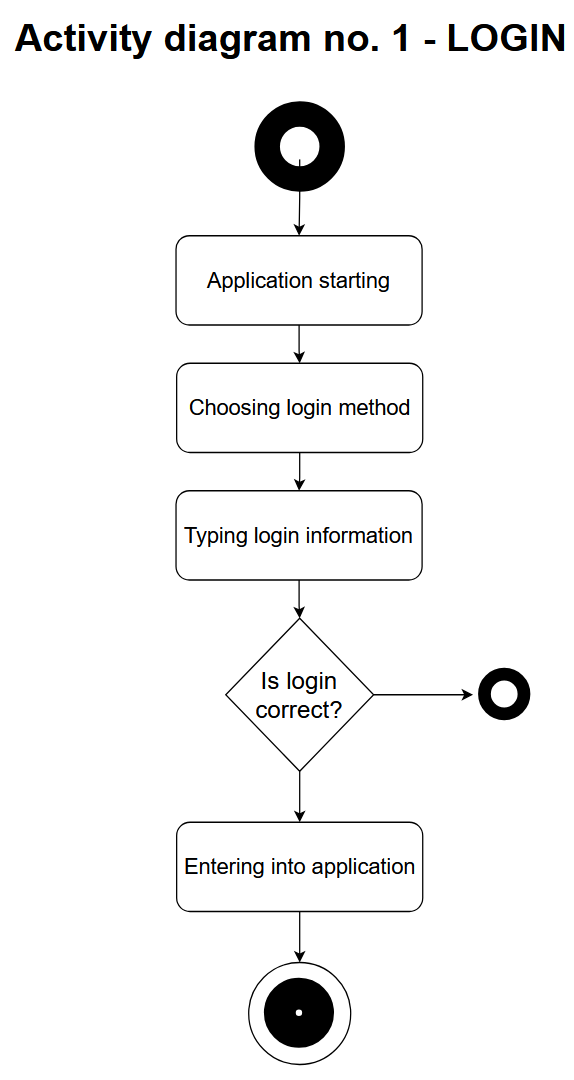 Activity diagram no. 1 - LOGIN
Application starting
Choosing login method
Typing login information
Is login
correct?
Entering into application